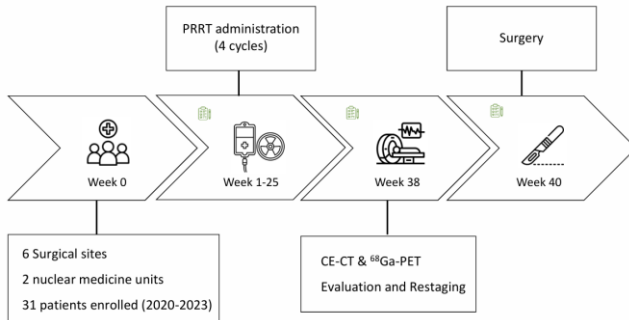 PRRT administration
(4 cycles)
Surgery
Week 0
Week 1-25
Week 38
Week 40
6 Surgical sites
2 nuclear medicine units
31 patients enrolled (2020-2023)
CE-CT & ⁶⁸Ga-PET
Evaluation and Restaging